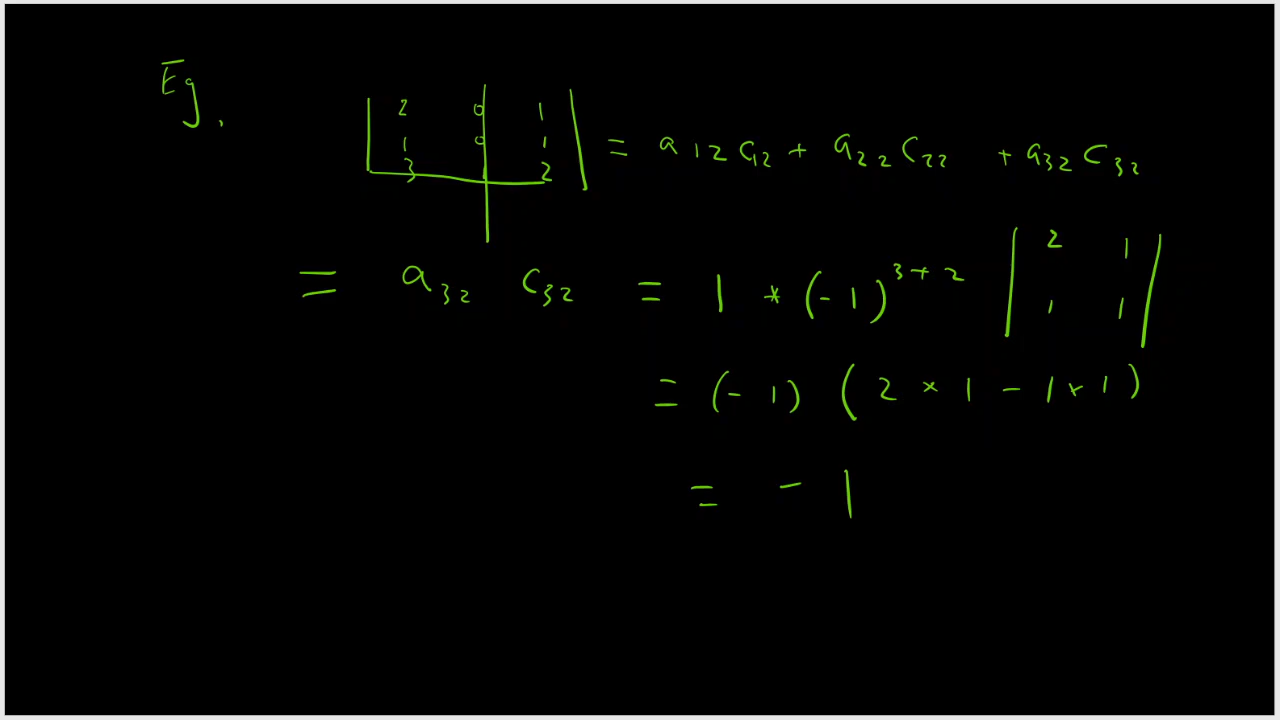 Eg.
| 2 0 1 |
| 1 0 1 | = a12 C12 + a22 C22 + a32 C32
| 3 2 |
= a32 C32 = 1 * (-1)^3+2 | 2 1 |
| 1 1 |
= (-1) (2 × 1 - 1 × 1)
= - 1